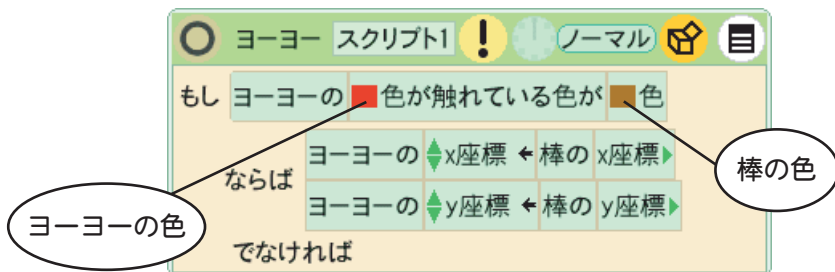 ヨーヨー スクリプト1 ! ノーマル
もし ヨーヨーの 色が触れている色が 色
ならば
ヨーヨーの x座標 ← 棒の x座標
ヨーヨーの y座標 ← 棒の y座標
でなければ
ヨーヨーの色
棒の色